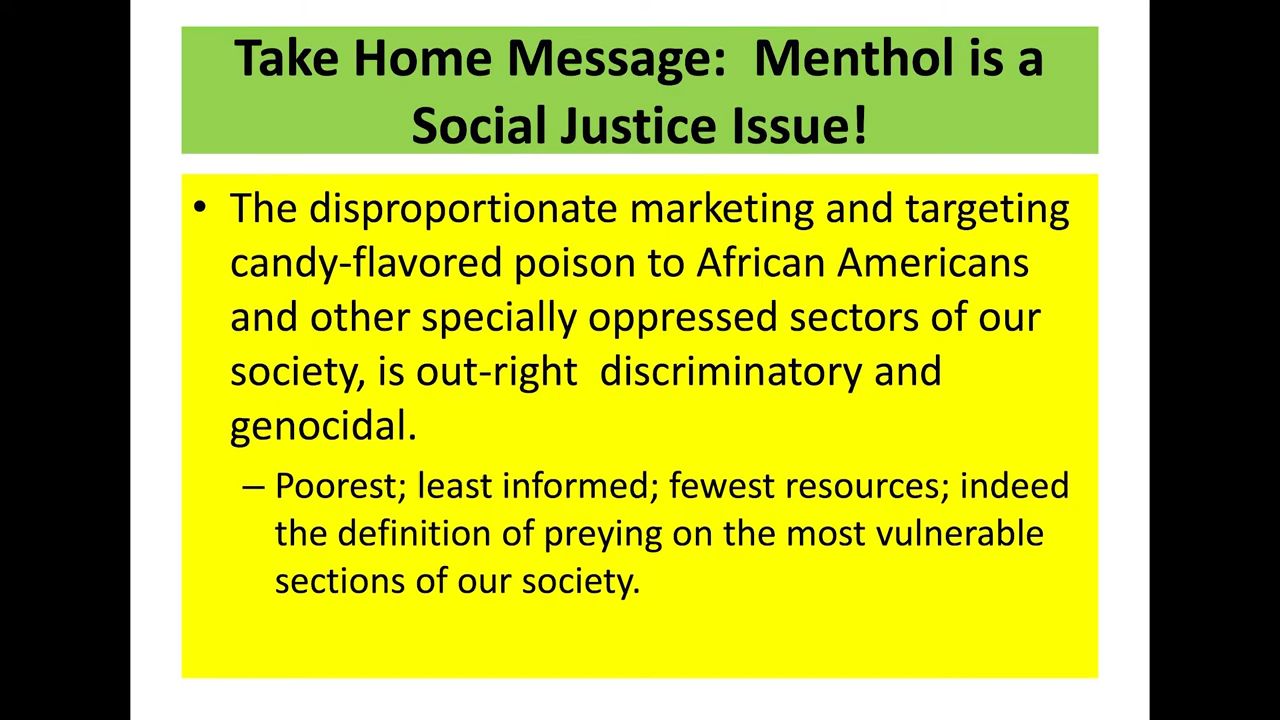 Take Home Message:  Menthol is a
Social Justice Issue!
• The disproportionate marketing and targeting
candy-flavored poison to African Americans
and other specially oppressed sectors of our
society, is out-right  discriminatory and
genocidal.
– Poorest; least informed; fewest resources; indeed
the definition of preying on the most vulnerable
sections of our society.